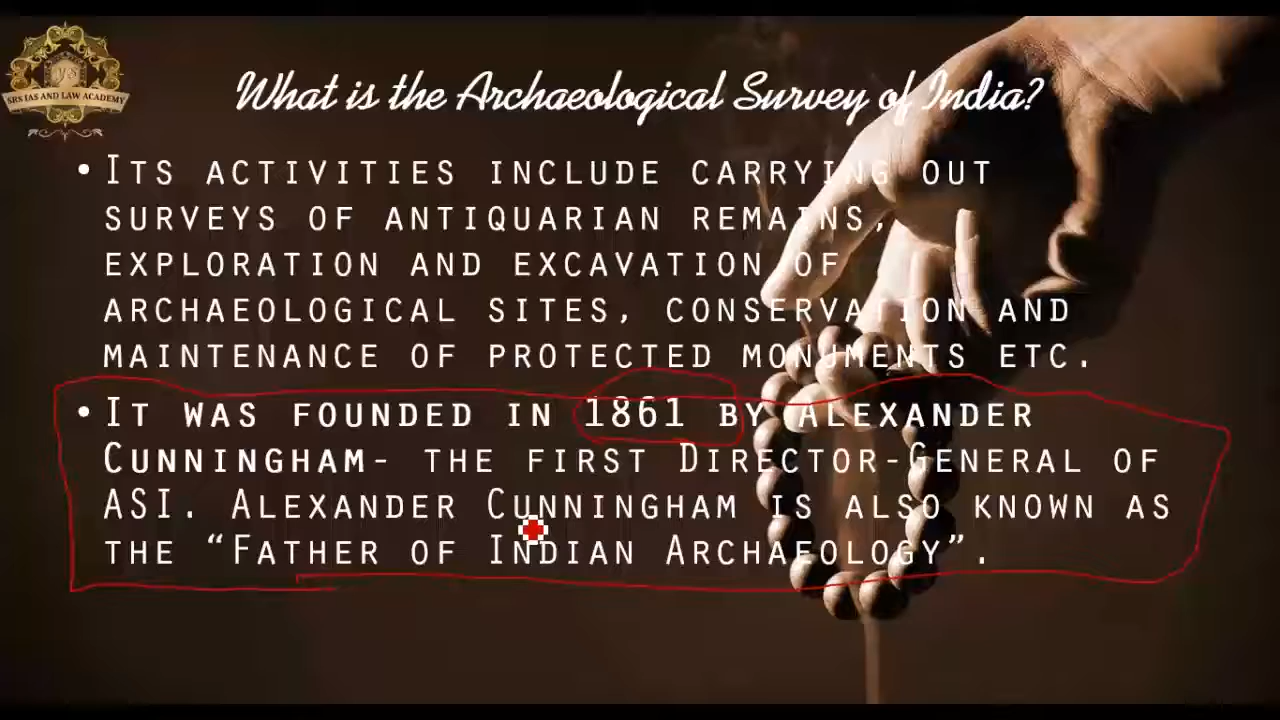 SRS IAS AND LAW ACADEMY
What is the Archaeological Survey of India?
• ITS ACTIVITIES INCLUDE CARRYING OUT
SURVEYS OF ANTIQUARIAN REMAINS,
EXPLORATION AND EXCAVATION OF
ARCHAEOLOGICAL SITES, CONSERVATION AND
MAINTENANCE OF PROTECTED MONUMENTS ETC.
• IT WAS FOUNDED IN 1861 BY ALEXANDER
CUNNINGHAM- THE FIRST DIRECTOR-GENERAL OF
ASI. ALEXANDER CUNNINGHAM IS ALSO KNOWN AS
THE “FATHER OF INDIAN ARCHAEOLOGY”.